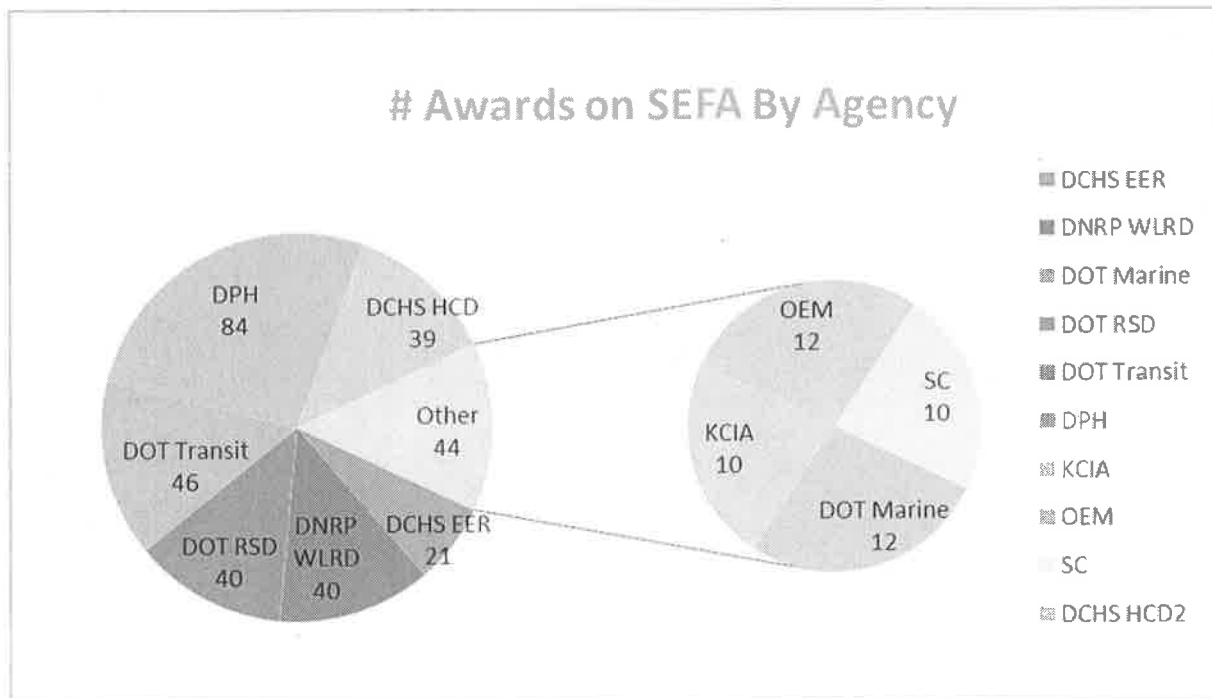 # Awards on SEFA By Agency
DPH
84
DCHS HCD
39
Other
44
DCHS EER
21
DNRP
WLRD
40
DOT RSD
40
DOT Transit
46
OEM
12
SC
10
DOT Marine
12
KCIA
10
DCHS EER
DNRP WLRD
DOT Marine
DOT RSD
DOT Transit
DPH
KCIA
OEM
SC
DCHS HCD2